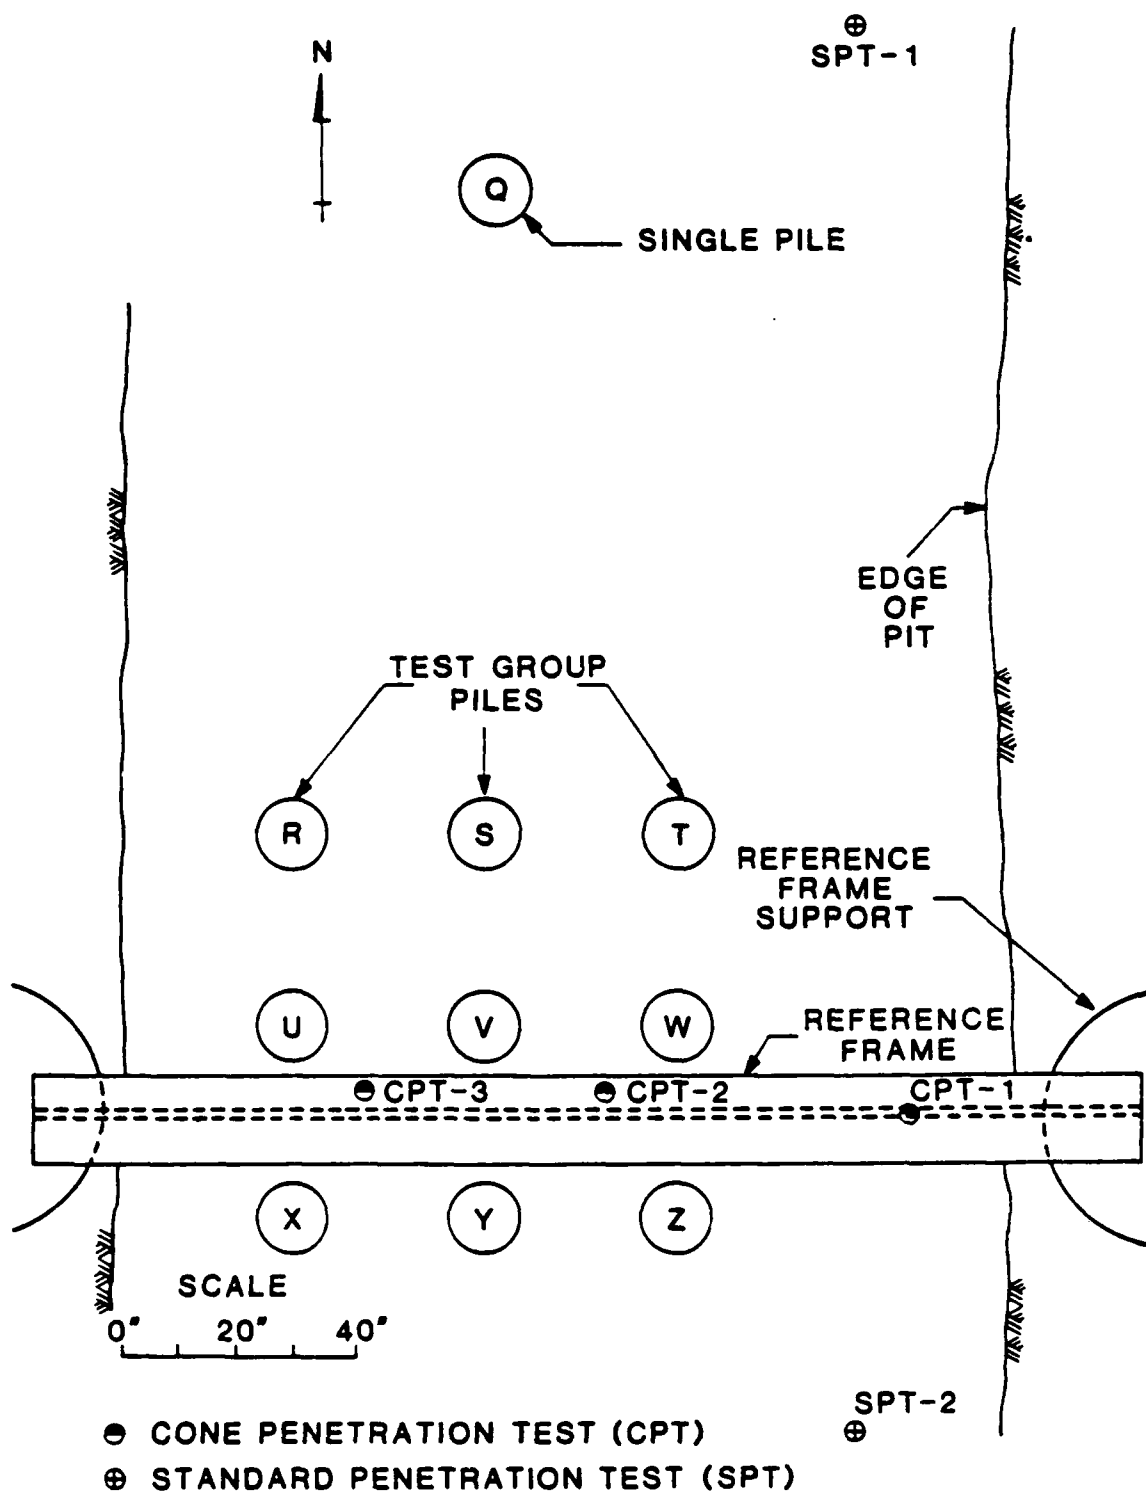 SPT-1
N
Q
SINGLE PILE
EDGE
OF
PIT
TEST GROUP
PILES
R
S
T
REFERENCE
FRAME
SUPPORT
U
V
W
REFERENCE
FRAME
CPT-3
CPT-2
CPT-1
X
Y
Z
SCALE
0" 20" 40"
SPT-2
CONE PENETRATION TEST (CPT)
STANDARD PENETRATION TEST (SPT)